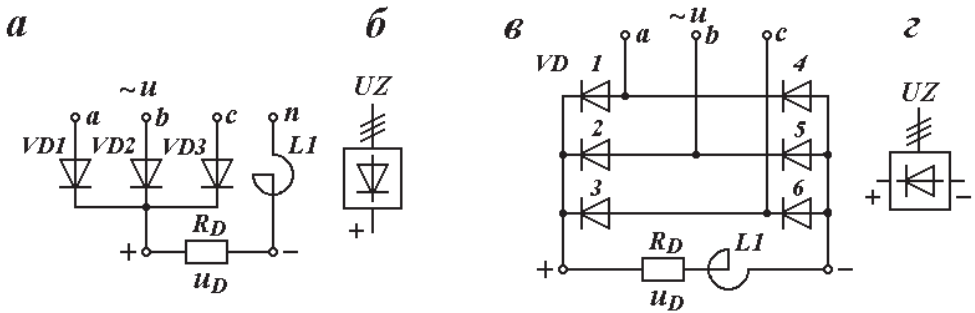 а
~u
a b c n
VD1 VD2 VD3 L1
R_D
+ −
u_D
б
UZ
+
в
~u
a b c
VD 1 4
2 5
3 6
R_D L1
+ −
u_D
г
UZ
+ −